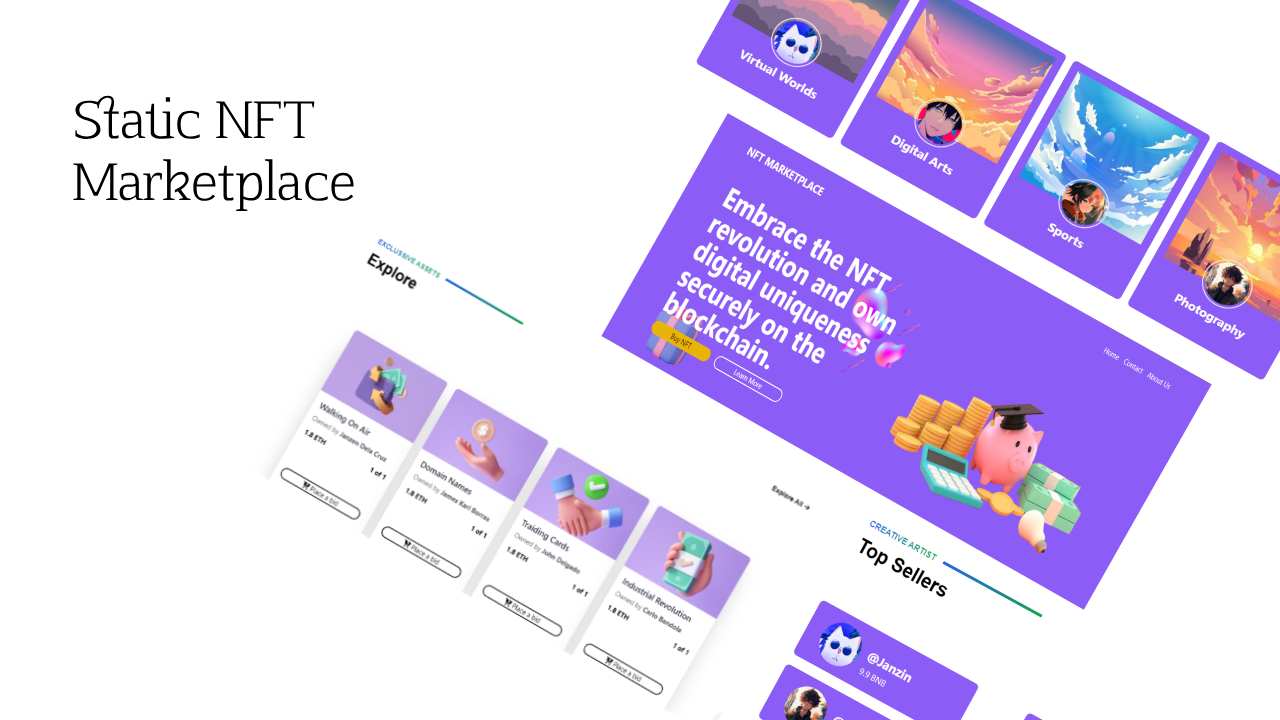 Static NFT
Marketplace
Virtual Worlds
Digital Arts
Sports
Photography
NFT MARKETPLACE
Home
Contact
About Us
Embrace the NFT
revolution and own
digital uniqueness
securely on the
blockchain.
Buy NFT
Learn More
EXCLUSSIVE ASSETS
Explore
Explore All →
Walking On Air
Owned by Janzen Dela Cruz
1.8 ETH
1 of 1
Place a bid
Domain Names
Owned by James Karl Borras
1.8 ETH
1 of 1
Place a bid
Traiding Cards
Owned by John Delgado
1.8 ETH
1 of 1
Place a bid
Industrial Revolution
Owned by Carlo Bandola
1.8 ETH
1 of 1
Place a bid
CREATIVE ARTIST
Top Sellers
@Janzin
9.9 BNB